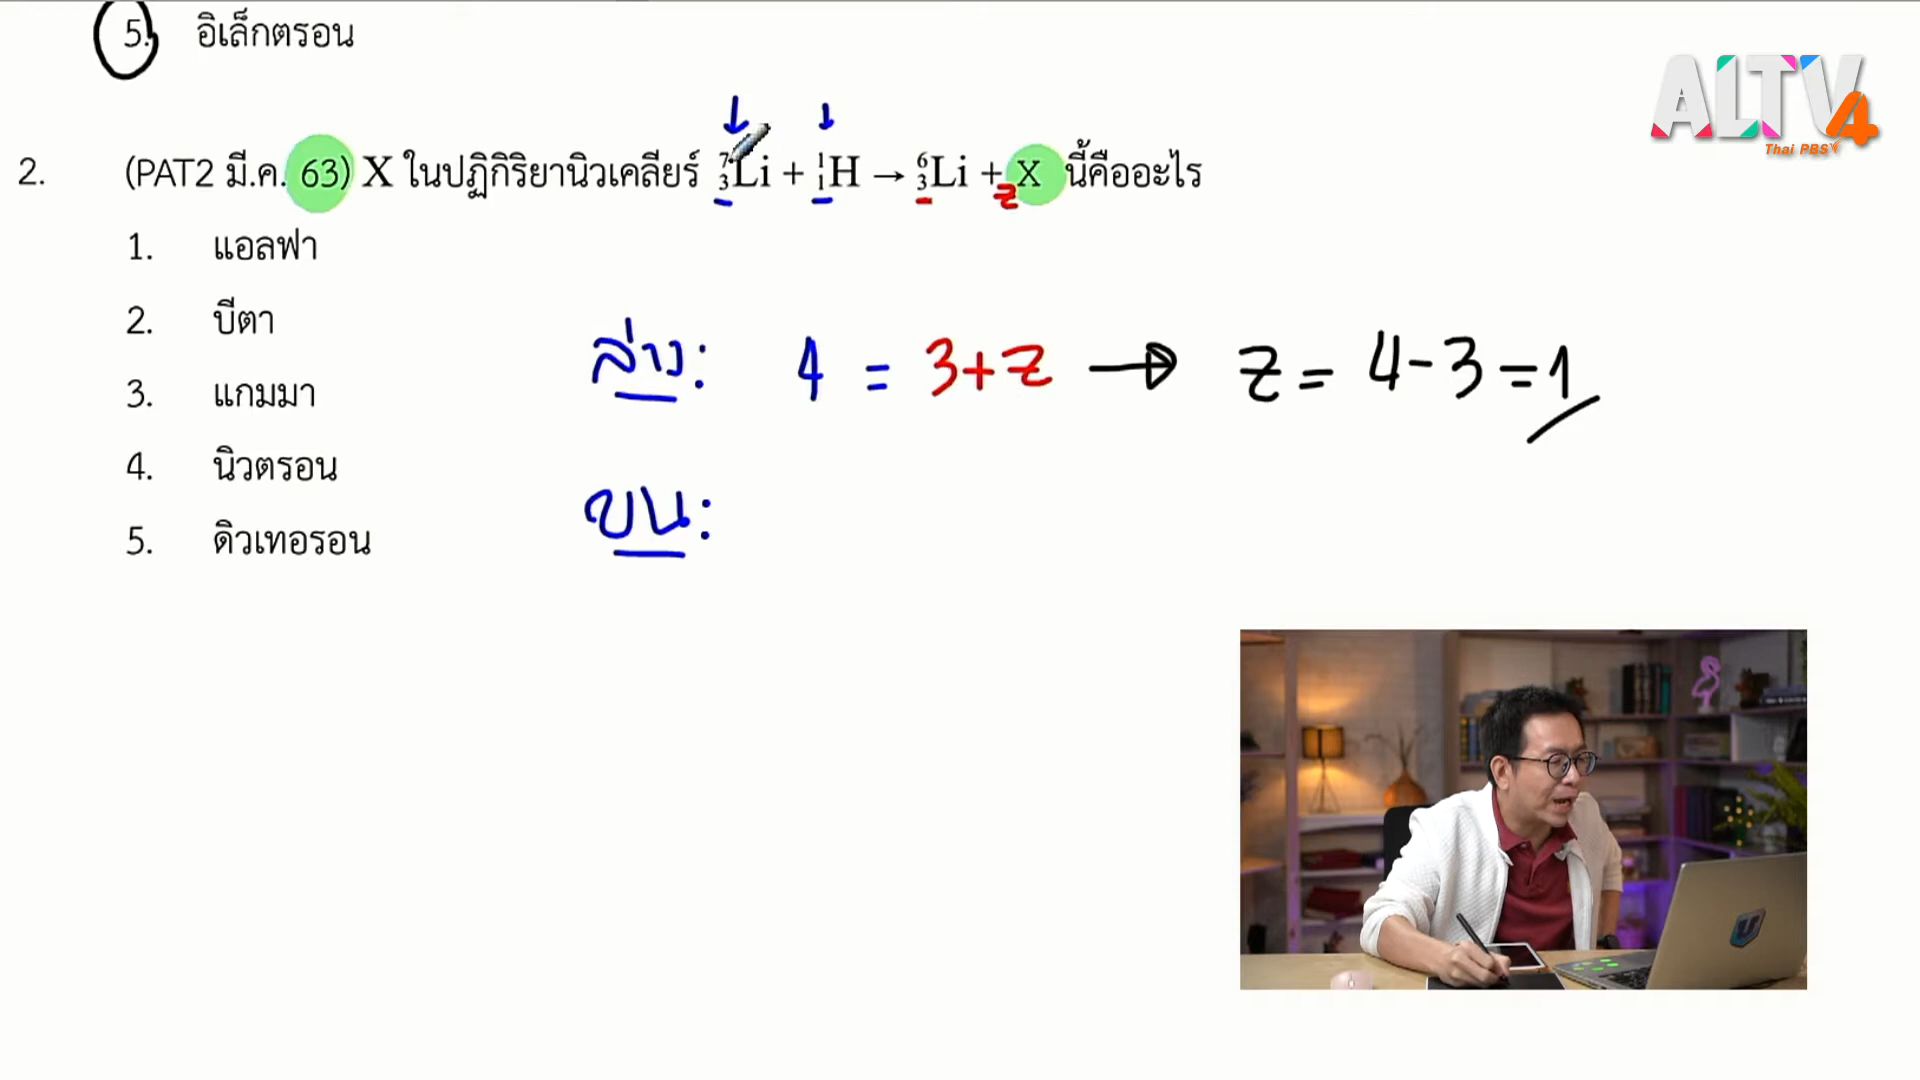 5. อิเล็กตรอน
ALTV4
Thai PBS
2. (PAT2 มี.ค. 63) X ในปฏิกิริยานิวเคลียร์ ⁷₃Li + ¹₁H → ⁶₃Li + X นี้คืออะไร
z
1. แอลฟา
2. บีตา
3. แกมมา
4. นิวตรอน
5. ดิวเทอรอน
ล่าง: 4 = 3+z → z = 4-3=1
บน: